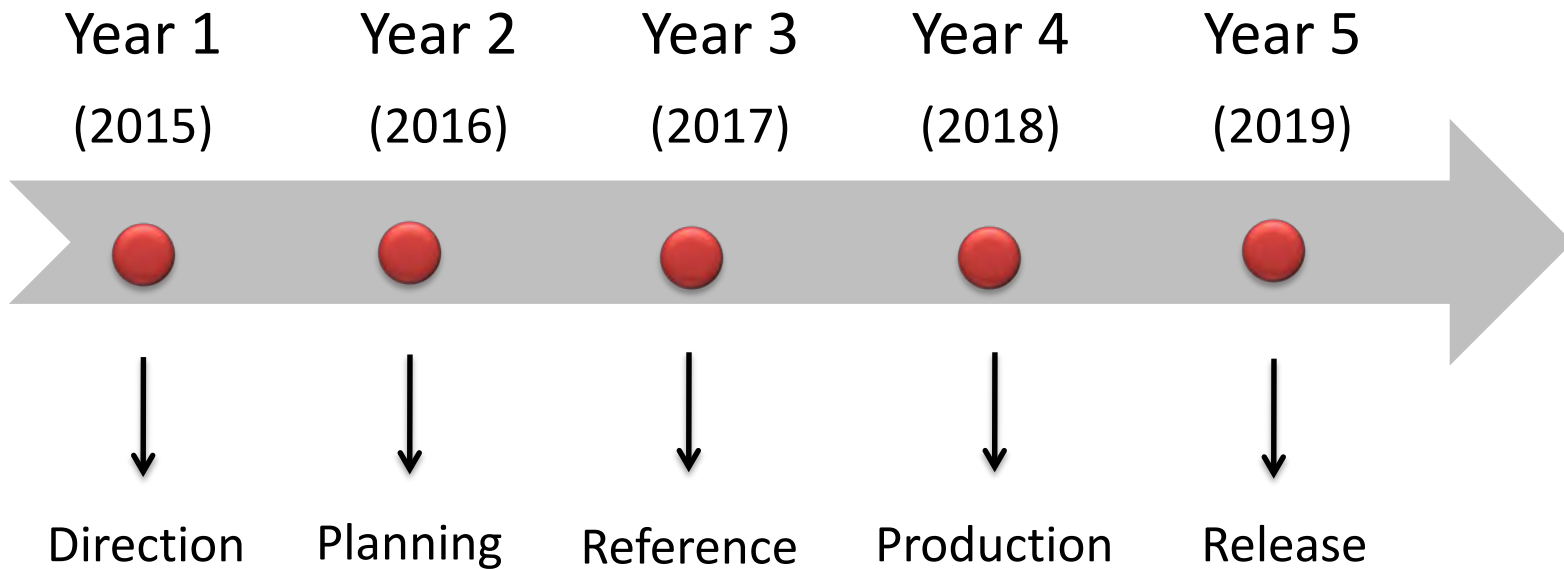 Year 1 Year 2 Year 3 Year 4 Year 5
(2015) (2016) (2017) (2018) (2019)
Direction Planning Reference Production Release